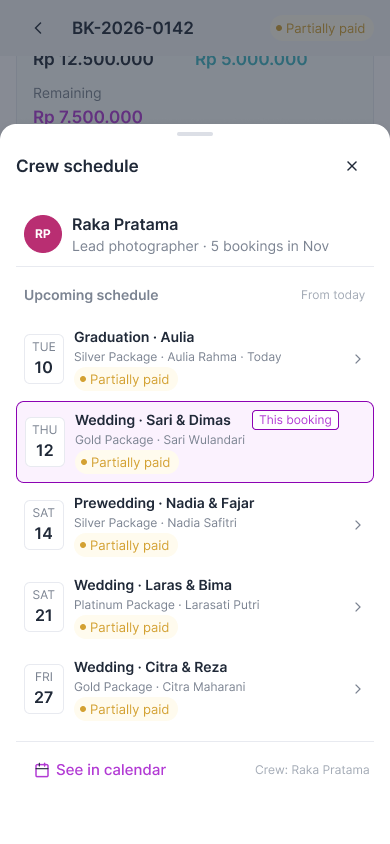 BK-2026-0142
Partially paid
Rp 12.500.000
Rp 5.000.000
Remaining
Rp 7.500.000
Crew schedule
RP
Raka Pratama
Lead photographer · 5 bookings in Nov
Upcoming schedule
From today
TUE
10
Graduation · Aulia
Silver Package · Aulia Rahma · Today
Partially paid
THU
12
Wedding · Sari & Dimas
This booking
Gold Package · Sari Wulandari
Partially paid
SAT
14
Prewedding · Nadia & Fajar
Silver Package · Nadia Safitri
Partially paid
SAT
21
Wedding · Laras & Bima
Platinum Package · Larasati Putri
Partially paid
FRI
27
Wedding · Citra & Reza
Gold Package · Citra Maharani
Partially paid
See in calendar
Crew: Raka Pratama